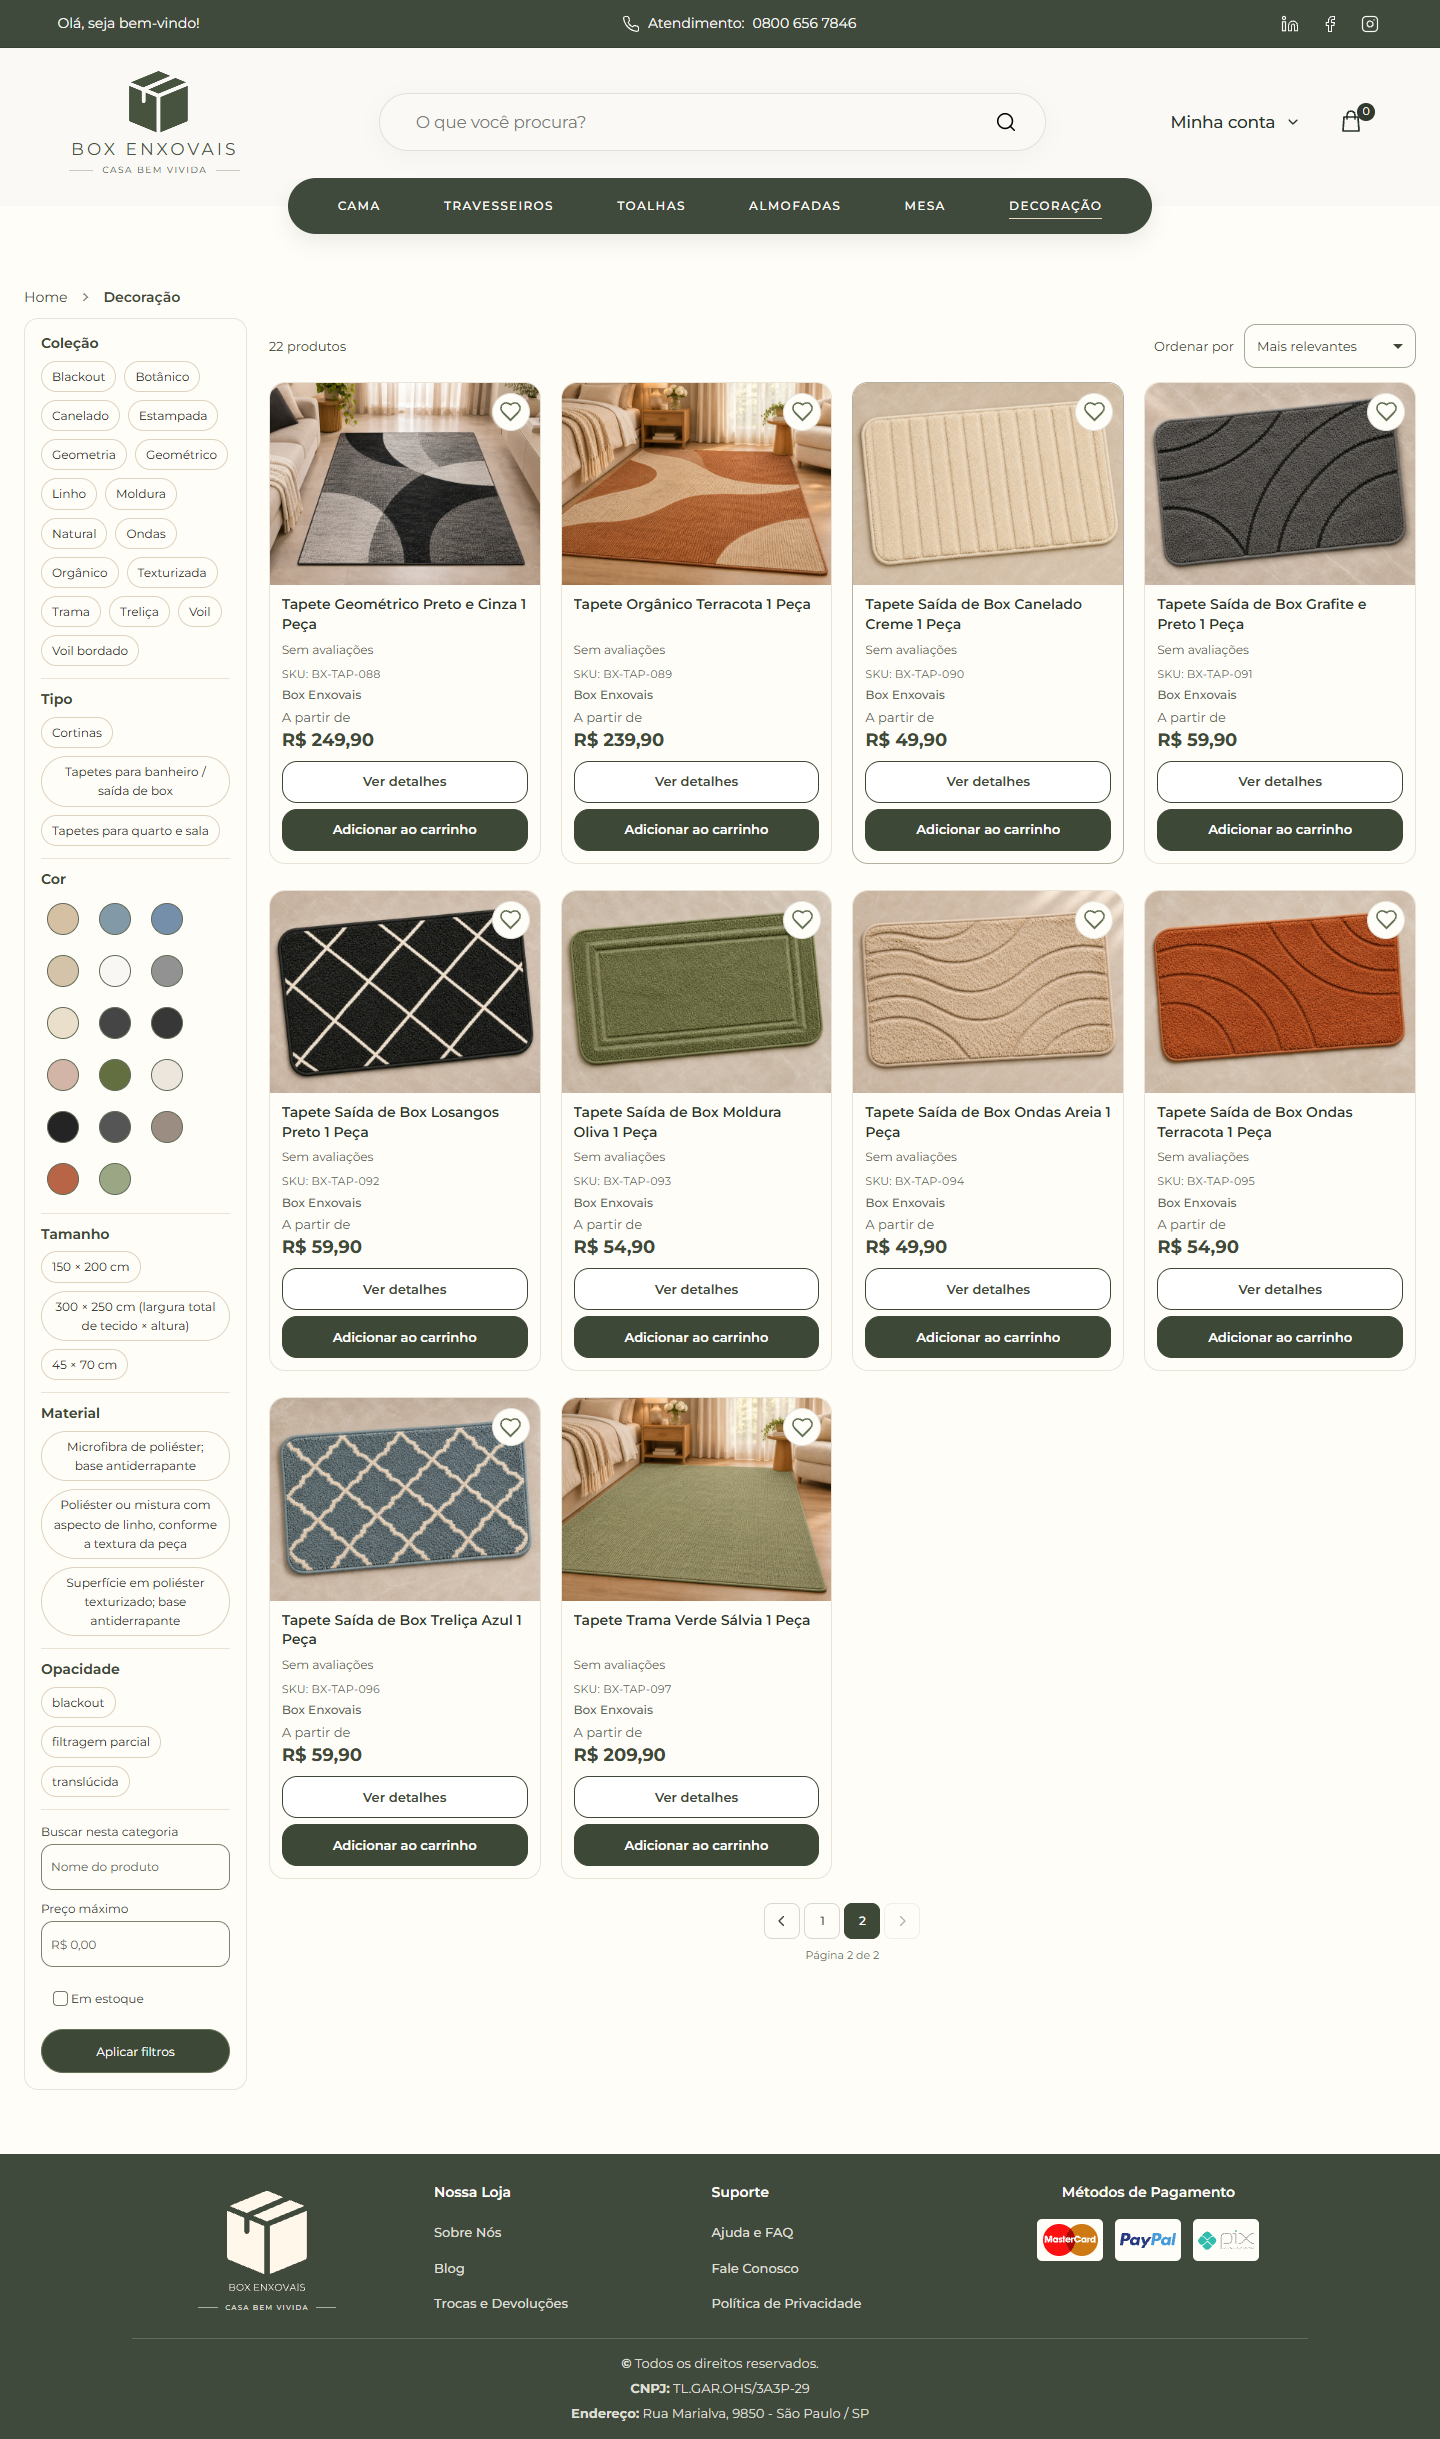 Olá, seja bem-vindo!
Atendimento: 0800 656 7846
BOX ENXOVAIS
CASA BEM VIVIDA
O que você procura?
Minha conta
0
CAMA
TRAVESSEIROS
TOALHAS
ALMOFADAS
MESA
DECORAÇÃO
Home
Decoração
Coleção
Blackout
Botânico
Canelado
Estampada
Geometria
Geométrico
Linho
Moldura
Natural
Ondas
Orgânico
Texturizada
Trama
Treliça
Voil
Voil bordado
Tipo
Cortinas
Tapetes para banheiro /
saída de box
Tapetes para quarto e sala
Cor
Tamanho
150 × 200 cm
300 × 250 cm (largura total
de tecido × altura)
45 × 70 cm
Material
Microfibra de poliéster;
base antiderrapante
Poliéster ou mistura com
aspecto de linho, conforme
a textura da peça
Superfície em poliéster
texturizado; base
antiderrapante
Opacidade
blackout
filtragem parcial
translúcida
Buscar nesta categoria
Nome do produto
Preço máximo
R$ 0,00
Em estoque
Aplicar filtros
22 produtos
Ordenar por
Mais relevantes
Tapete Geométrico Preto e Cinza 1
Peça
Sem avaliações
SKU: BX-TAP-088
Box Enxovais
A partir de
R$ 249,90
Ver detalhes
Adicionar ao carrinho
Tapete Orgânico Terracota 1 Peça
Sem avaliações
SKU: BX-TAP-089
Box Enxovais
A partir de
R$ 239,90
Ver detalhes
Adicionar ao carrinho
Tapete Saída de Box Canelado
Creme 1 Peça
Sem avaliações
SKU: BX-TAP-090
Box Enxovais
A partir de
R$ 49,90
Ver detalhes
Adicionar ao carrinho
Tapete Saída de Box Grafite e
Preto 1 Peça
Sem avaliações
SKU: BX-TAP-091
Box Enxovais
A partir de
R$ 59,90
Ver detalhes
Adicionar ao carrinho
Tapete Saída de Box Losangos
Preto 1 Peça
Sem avaliações
SKU: BX-TAP-092
Box Enxovais
A partir de
R$ 59,90
Ver detalhes
Adicionar ao carrinho
Tapete Saída de Box Moldura
Oliva 1 Peça
Sem avaliações
SKU: BX-TAP-093
Box Enxovais
A partir de
R$ 54,90
Ver detalhes
Adicionar ao carrinho
Tapete Saída de Box Ondas Areia 1
Peça
Sem avaliações
SKU: BX-TAP-094
Box Enxovais
A partir de
R$ 49,90
Ver detalhes
Adicionar ao carrinho
Tapete Saída de Box Ondas
Terracota 1 Peça
Sem avaliações
SKU: BX-TAP-095
Box Enxovais
A partir de
R$ 54,90
Ver detalhes
Adicionar ao carrinho
Tapete Saída de Box Treliça Azul 1
Peça
Sem avaliações
SKU: BX-TAP-096
Box Enxovais
A partir de
R$ 59,90
Ver detalhes
Adicionar ao carrinho
Tapete Trama Verde Sálvia 1 Peça
Sem avaliações
SKU: BX-TAP-097
Box Enxovais
A partir de
R$ 209,90
Ver detalhes
Adicionar ao carrinho
1
2
Página 2 de 2
BOX ENXOVAIS
CASA BEM VIVIDA
Nossa Loja
Sobre Nós
Blog
Trocas e Devoluções
Suporte
Ajuda e FAQ
Fale Conosco
Política de Privacidade
Métodos de Pagamento
MasterCard
PayPal
pix
© Todos os direitos reservados.
CNPJ: TL.GAR.OHS/3A3P-29
Endereço: Rua Marialva, 9850 - São Paulo / SP